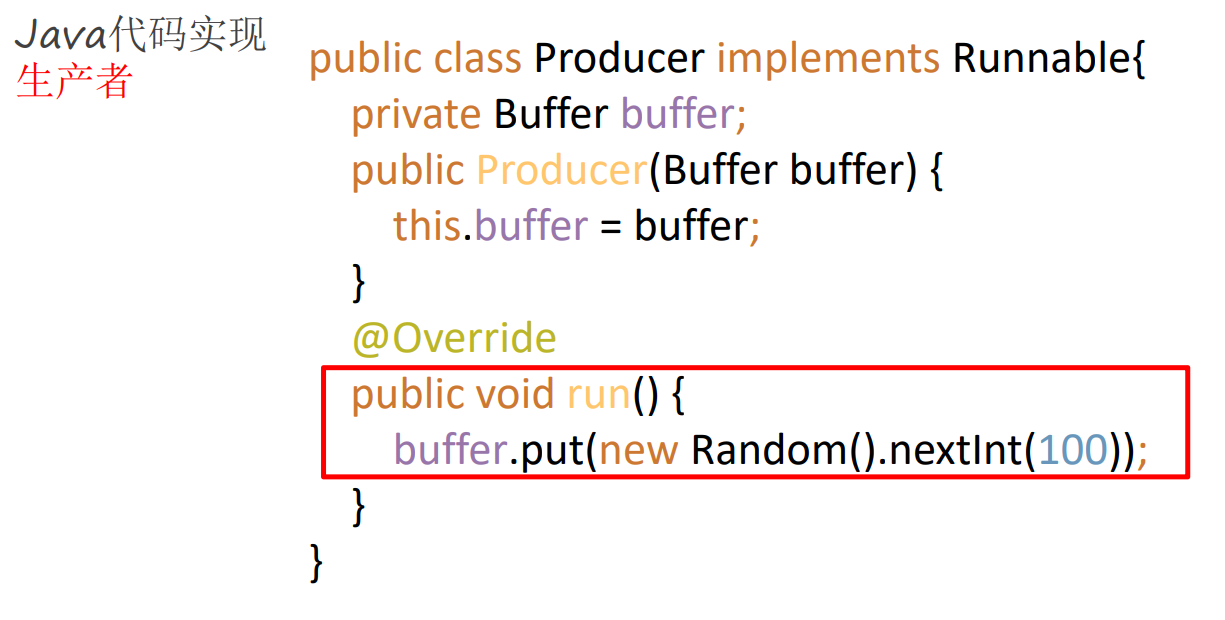 Java代码实现
生产者
public class Producer implements Runnable{
private Buffer buffer;
public Producer(Buffer buffer) {
this.buffer = buffer;
}
@Override
public void run() {
buffer.put(new Random().nextInt(100));
}
}